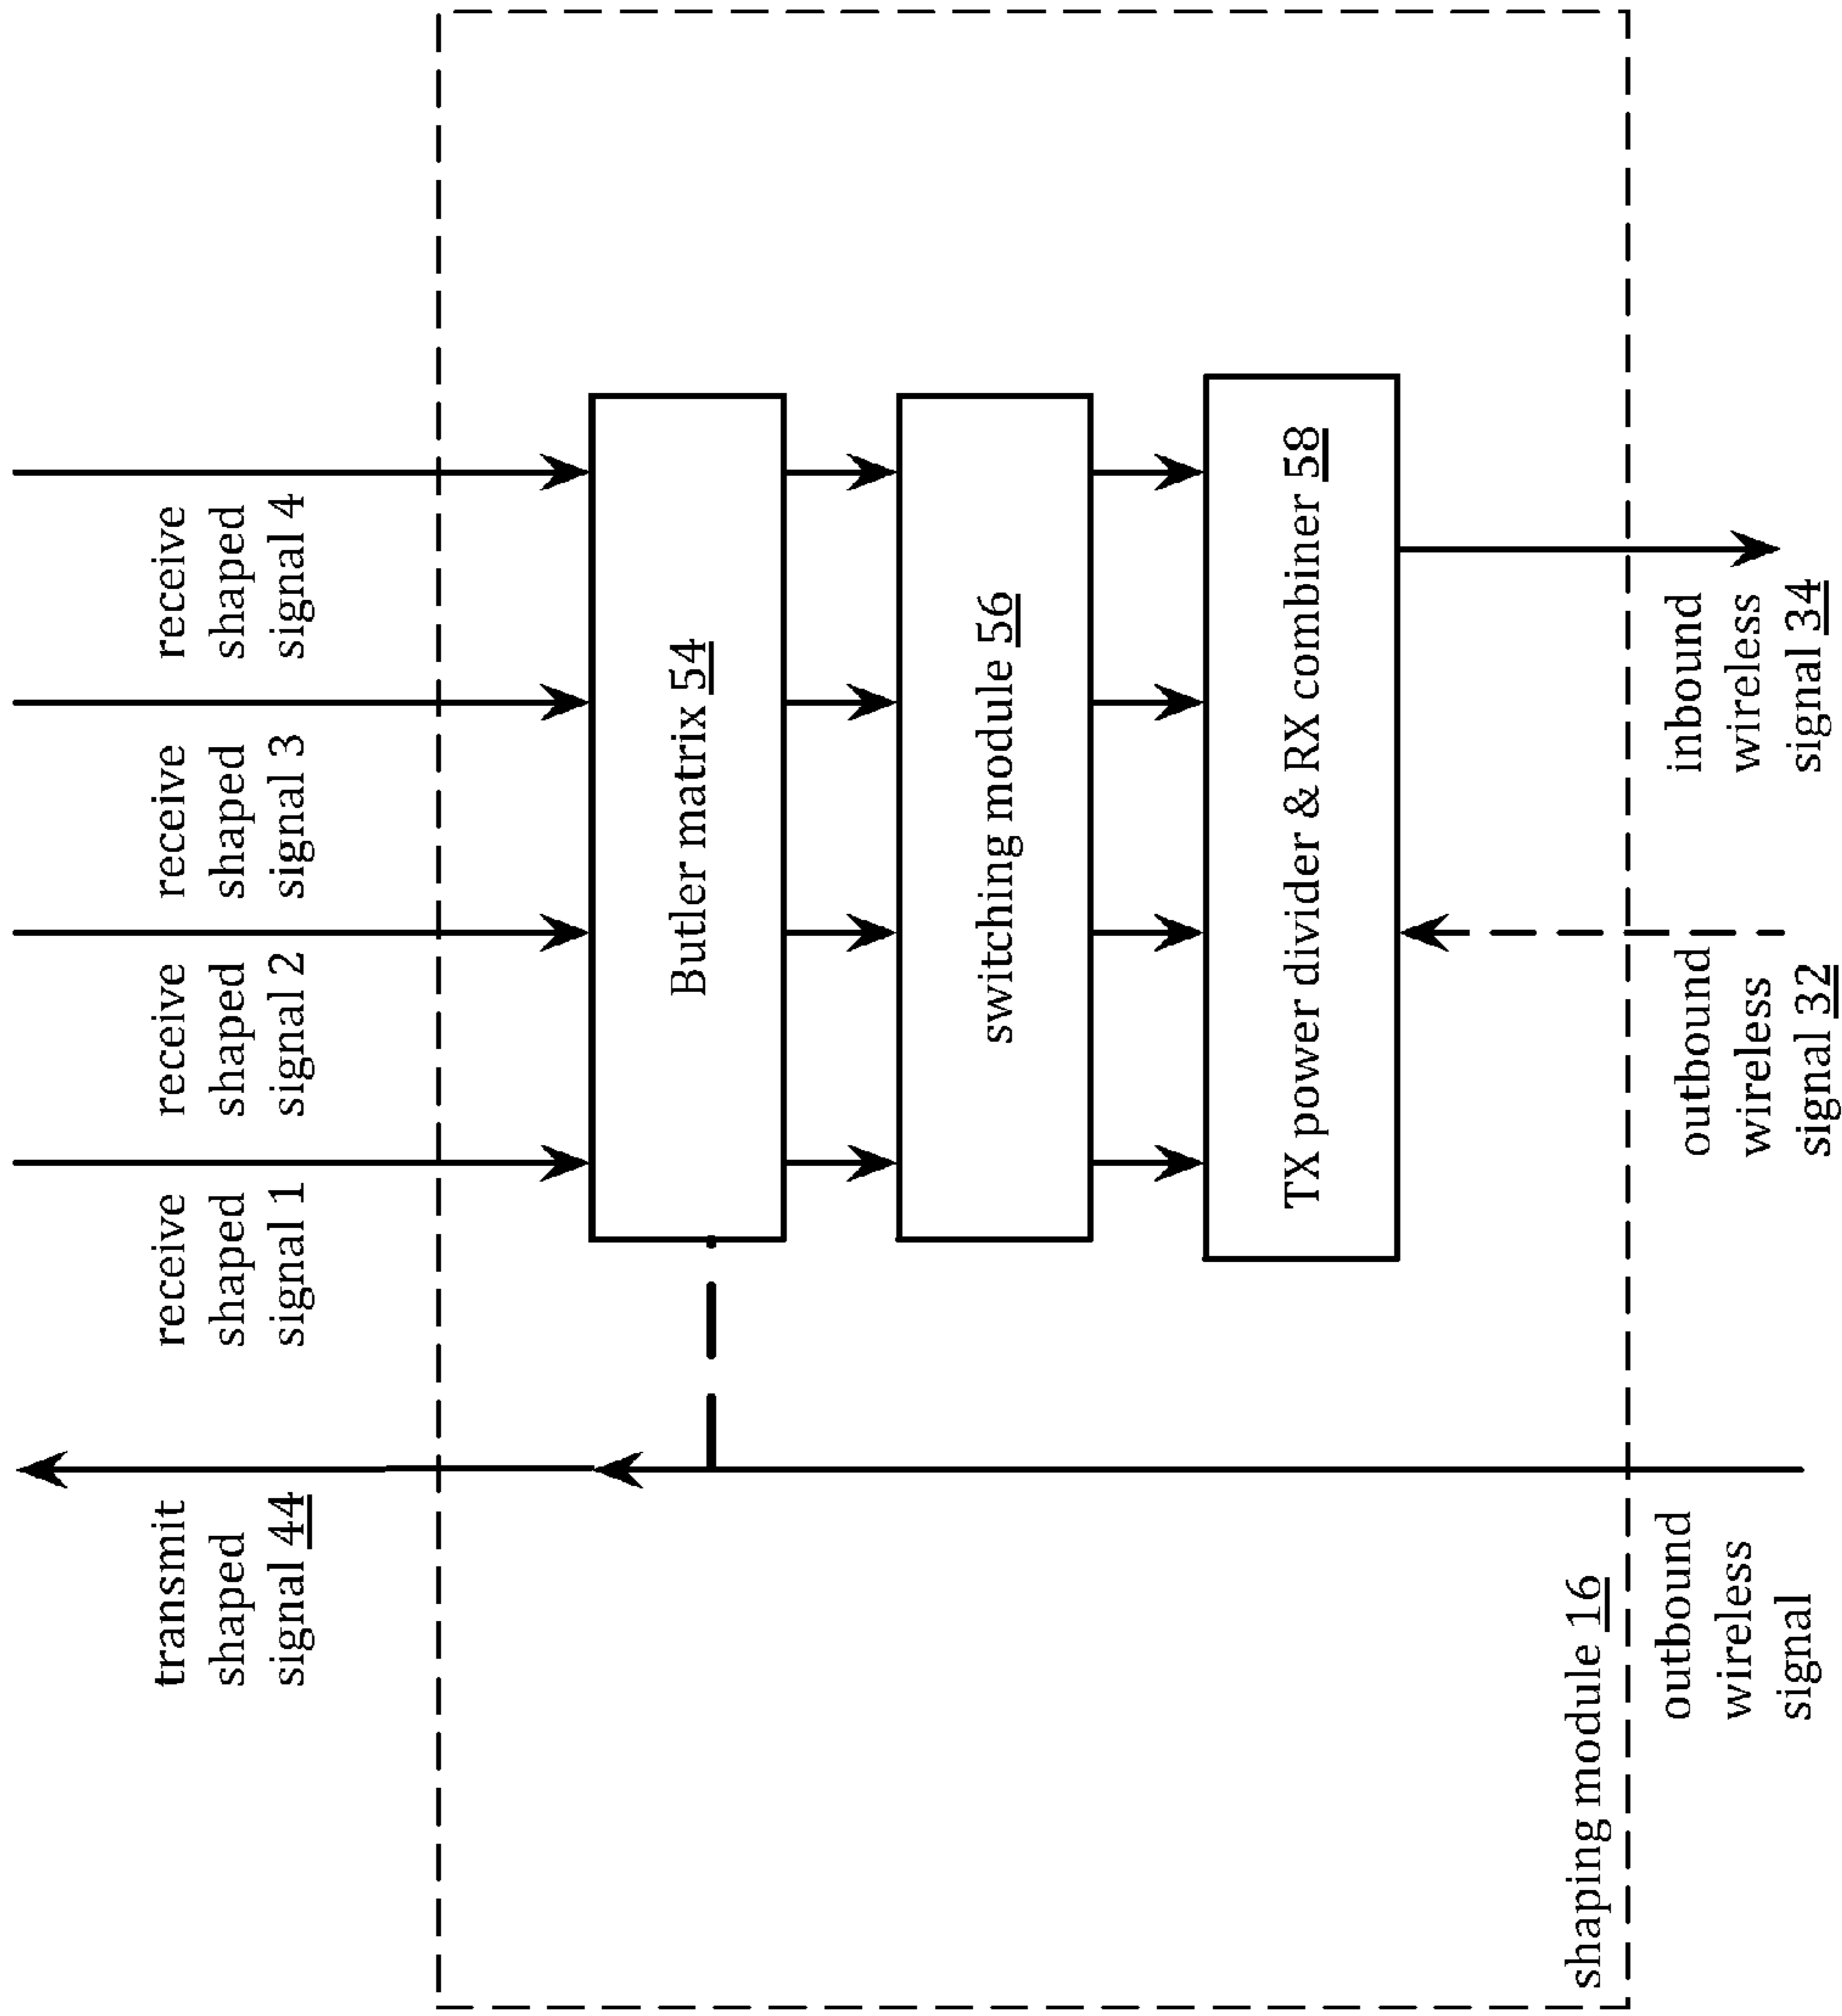 transmit
shaped
signal 44
receive
shaped
signal 1
receive
shaped
signal 2
receive
shaped
signal 3
receive
shaped
signal 4
Butler matrix 54
switching module 56
TX power divider & RX combiner 58
shaping module 16
outbound
wireless
signal
outbound
wireless
signal 32
inbound
wireless
signal 34